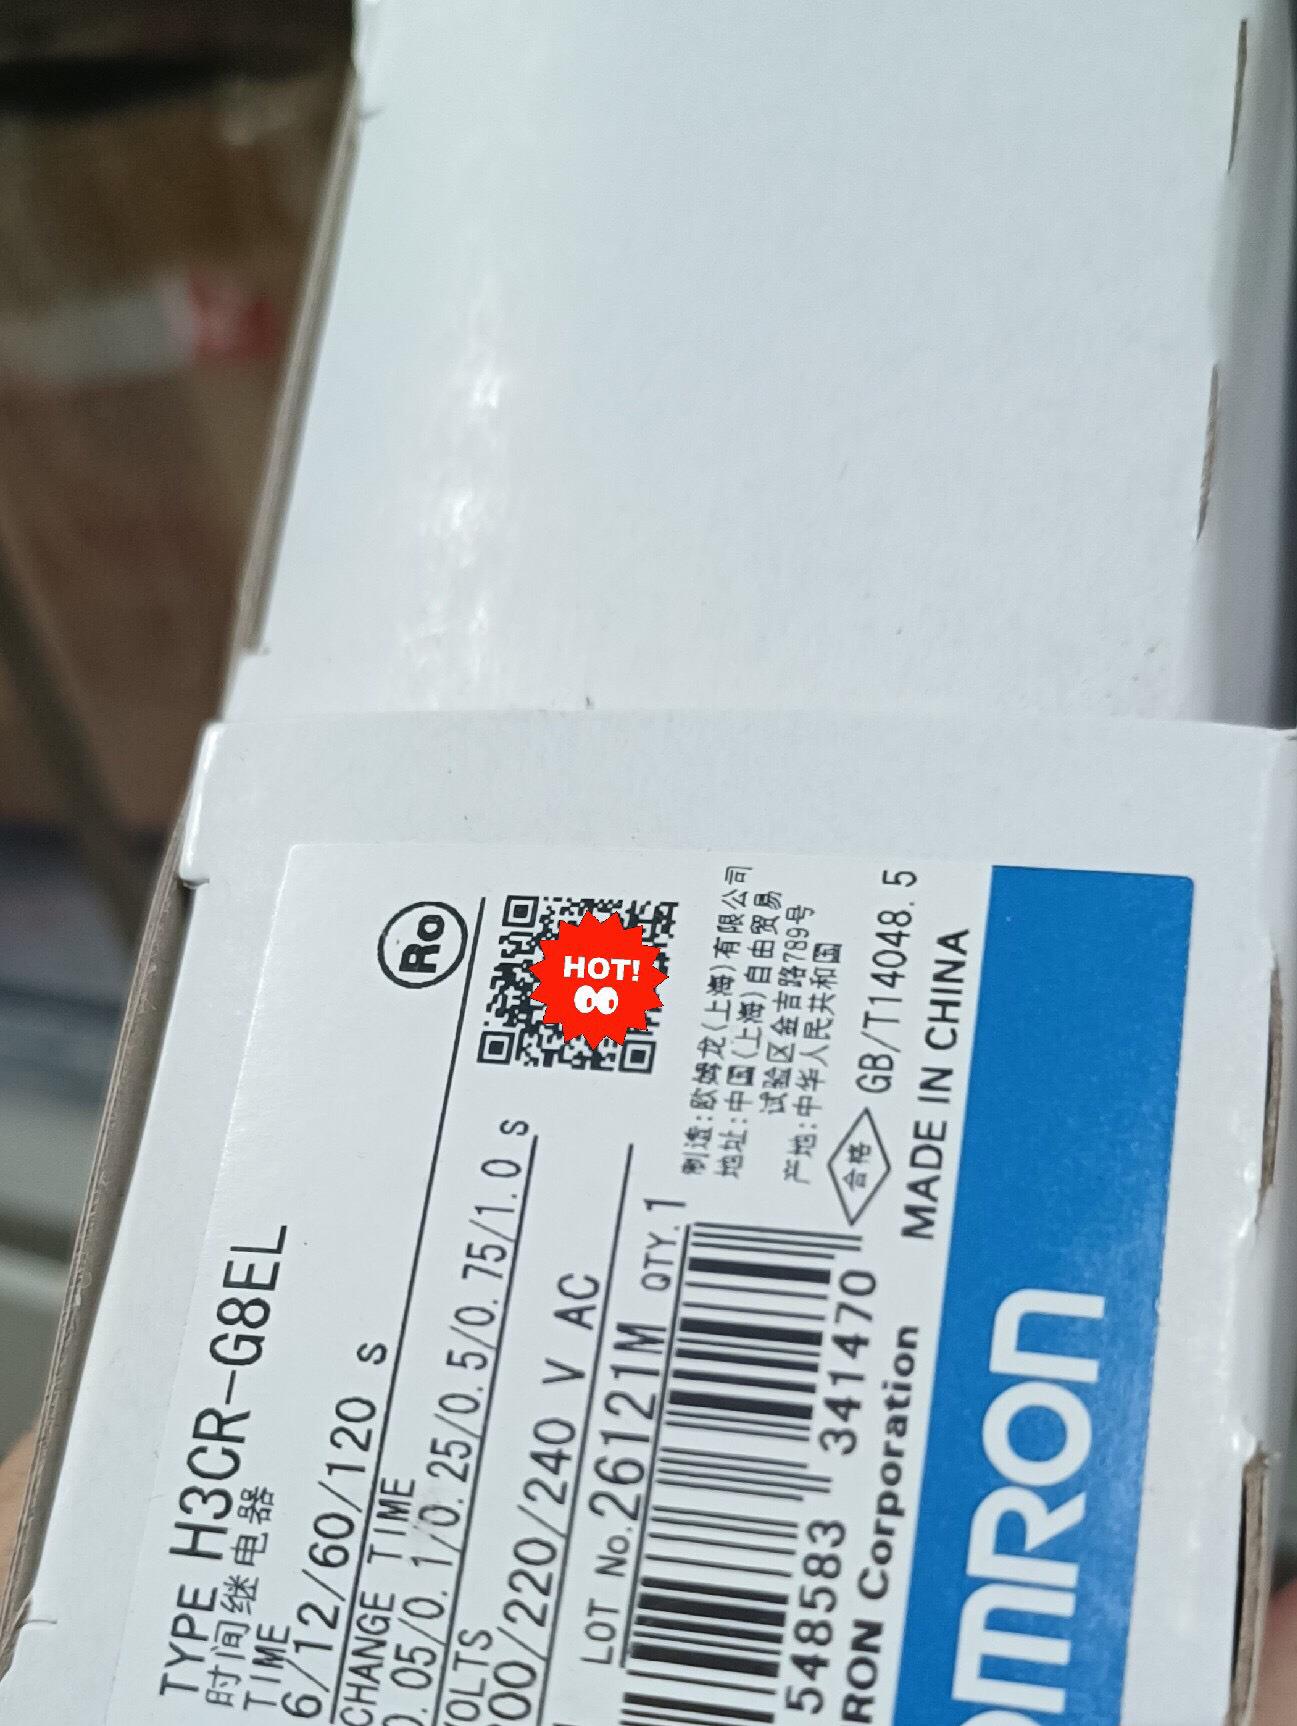 TYPE H3CR-G8EL
时间继电器
TIME
6/12/60/120 s
Ro
CHANGE TIME
0.05/0.1/0.25/0.5/0.75/1.0 s
VOLTS
200/220/240 V AC
LOT No.26121M QTY.1
HOT!
制造:欧姆龙(上海)有限公司
地址:中国(上海)自由贸易
试验区金吉路789号
产地:中华人民共和国
合格 GB/T14048.5
548583 341470
MADE IN CHINA
RON Corporation
OMRON